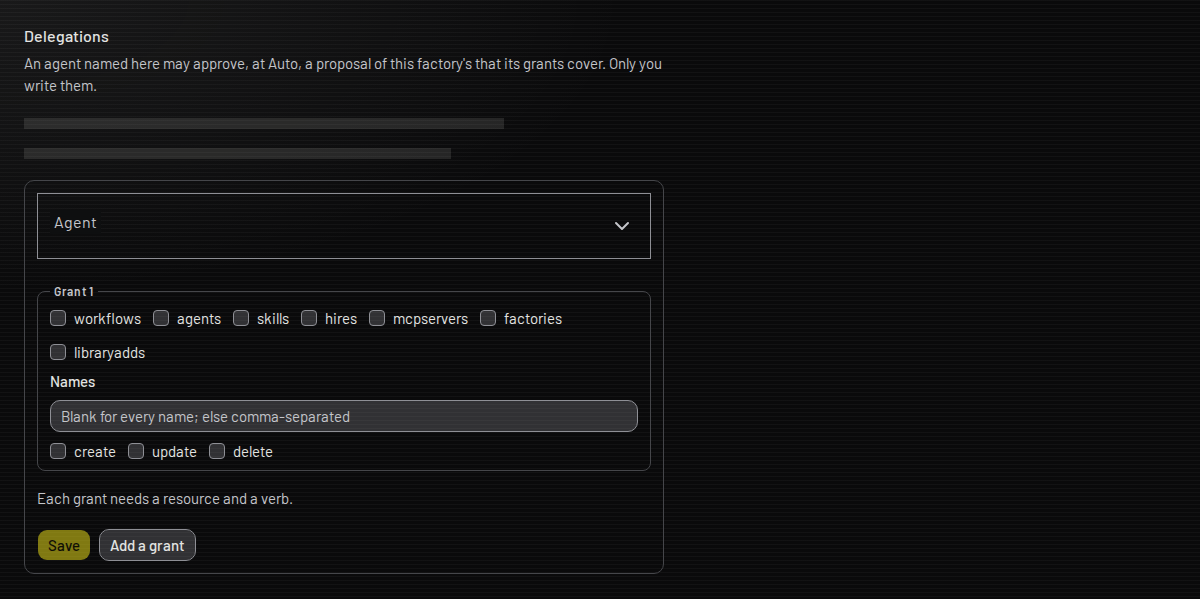 Delegations
An agent named here may approve, at Auto, a proposal of this factory's that its grants cover. Only you
write them.
Agent
Grant 1
workflows agents skills hires mcpservers factories
libraryadds
Names
Blank for every name; else comma-separated
create update delete
Each grant needs a resource and a verb.
Save Add a grant